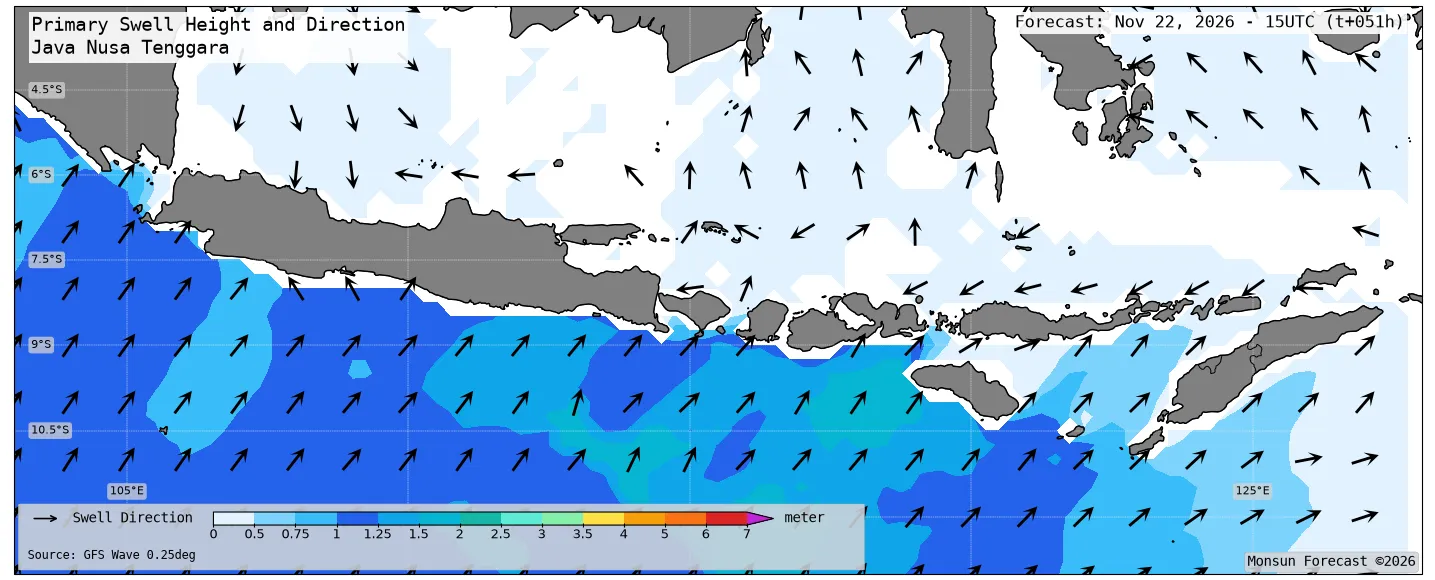 Primary Swell Height and Direction
Java Nusa Tenggara
Forecast: Nov 22, 2026 - 15UTC (t+051h)
4.5°S
6°S
7.5°S
9°S
10.5°S
105°E
125°E
Swell Direction
0 0.5 0.75 1 1.25 1.5 2 2.5 3 3.5 4 5 6 7
meter
Source: GFS Wave 0.25deg
Monsun Forecast ©2026